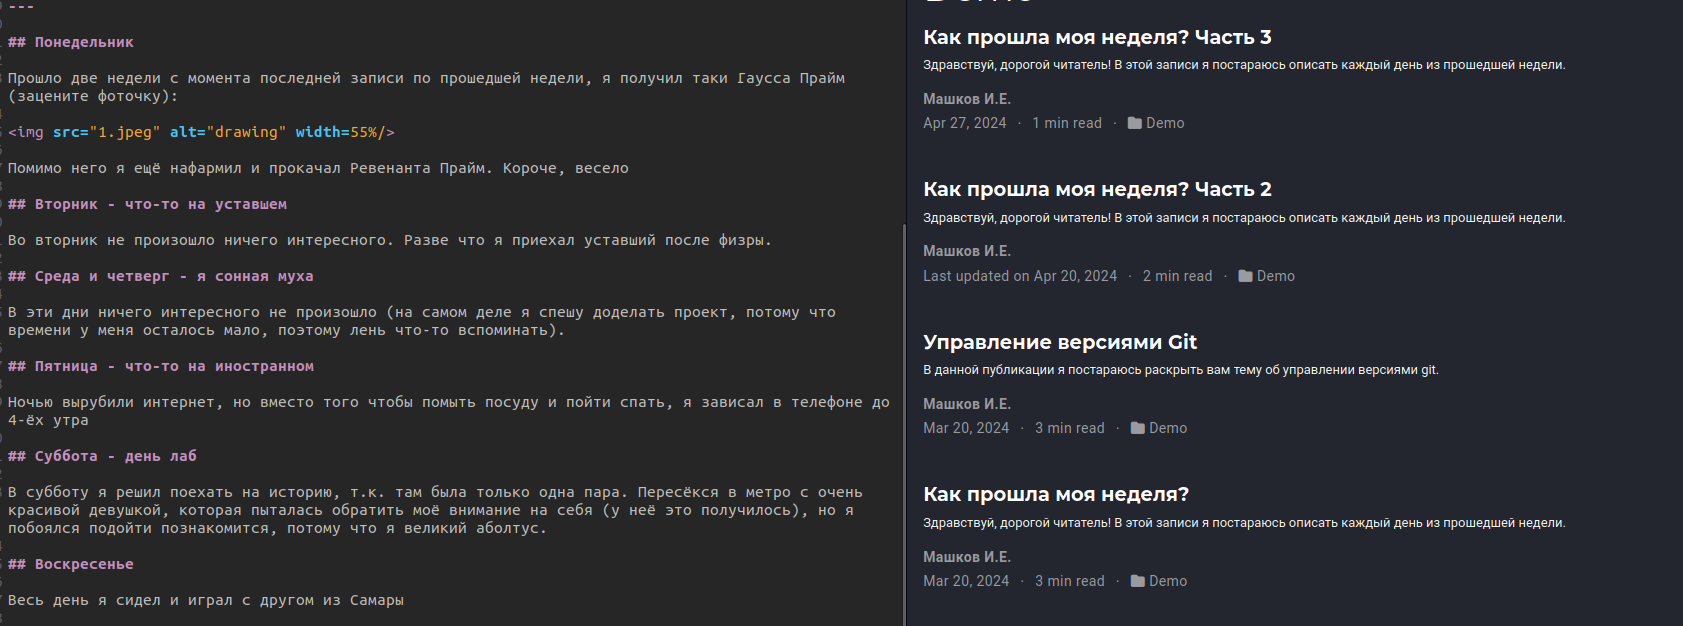 ---
## Понедельник
Прошло две недели с момента последней записи по прошедшей недели, я получил таки Гаусса Прайм
(зацените фоточку):
<img src="1.jpeg" alt="drawing" width=55%/>
Помимо него я ещё нафармил и прокачал Ревенанта Прайм. Короче, весело
## Вторник - что-то на уставшем
Во вторник не произошло ничего интересного. Разве что я приехал уставший после физры.
## Среда и четверг - я сонная муха
В эти дни ничего интересного не произошло (на самом деле я спешу доделать проект, потому что
времени у меня осталось мало, поэтому лень что-то вспоминать).
## Пятница - что-то на иностранном
Ночью вырубили интернет, но вместо того чтобы помыть посуду и пойти спать, я зависал в телефоне до
4-ёх утра
## Суббота - день лаб
В субботу я решил поехать на историю, т.к. там была только одна пара. Пересёкся в метро с очень
красивой девушкой, которая пыталась обратить моё внимание на себя (у неё это получилось), но я
побоялся подойти познакомится, потому что я великий аболтус.
## Воскресенье
Весь день я сидел и играл с другом из Самары
Как прошла моя неделя? Часть 3
Здравствуй, дорогой читатель! В этой записи я постараюсь описать каждый день из прошедшей недели.
Машков И.Е.
Apr 27, 2024 · 1 min read · Demo
Как прошла моя неделя? Часть 2
Здравствуй, дорогой читатель! В этой записи я постараюсь описать каждый день из прошедшей недели.
Машков И.Е.
Last updated on Apr 20, 2024 · 2 min read · Demo
Управление версиями Git
В данной публикации я постараюсь раскрыть вам тему об управлении версиями git.
Машков И.Е.
Mar 20, 2024 · 3 min read · Demo
Как прошла моя неделя?
Здравствуй, дорогой читатель! В этой записи я постараюсь описать каждый день из прошедшей недели.
Машков И.Е.
Mar 20, 2024 · 3 min read · Demo